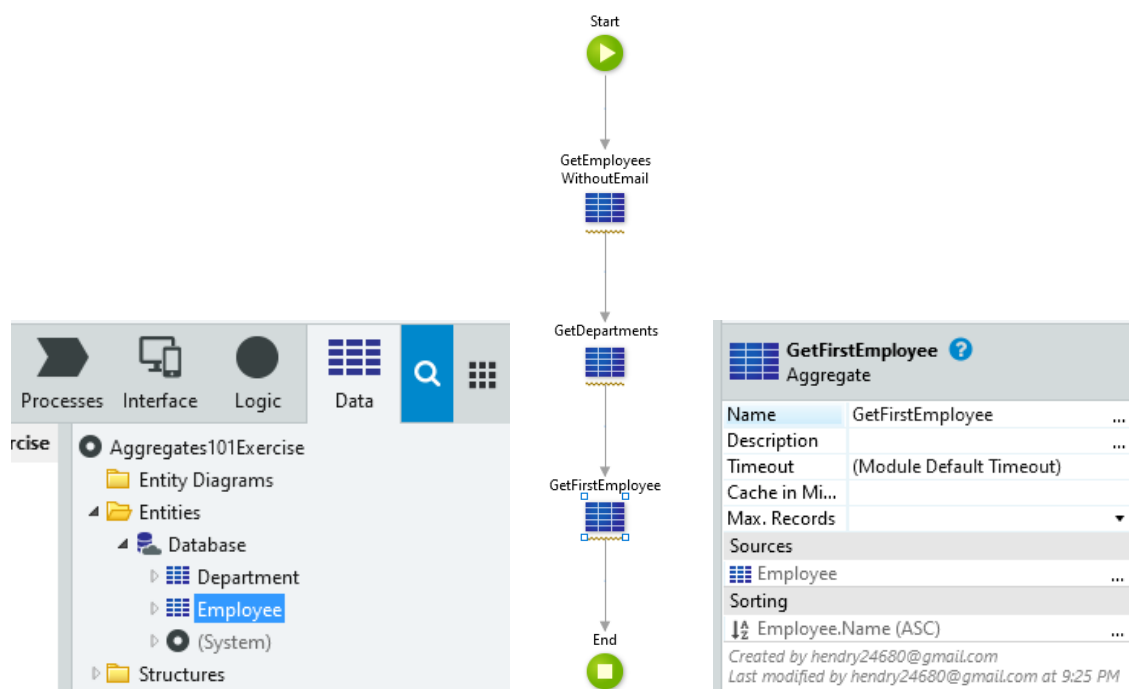 Start
GetEmployees
WithoutEmail
GetDepartments
GetFirstEmployee
End
Processes Interface Logic Data
rcise
Aggregates101Exercise
Entity Diagrams
Entities
Database
Department
Employee
(System)
Structures
GetFirstEmployee ?
Aggregate
Name GetFirstEmployee ...
Description ...
Timeout (Module Default Timeout)
Cache in Mi...
Max. Records
Sources
Employee ...
Sorting
Employee.Name (ASC) ...
Created by hendry24680@gmail.com
Last modified by hendry24680@gmail.com at 9:25 PM